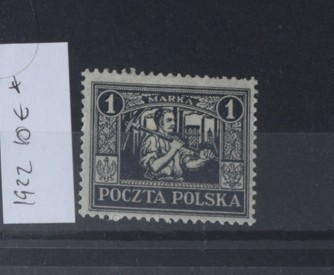 1922 10 € *
1 MARKA 1
POCZTA POLSKA